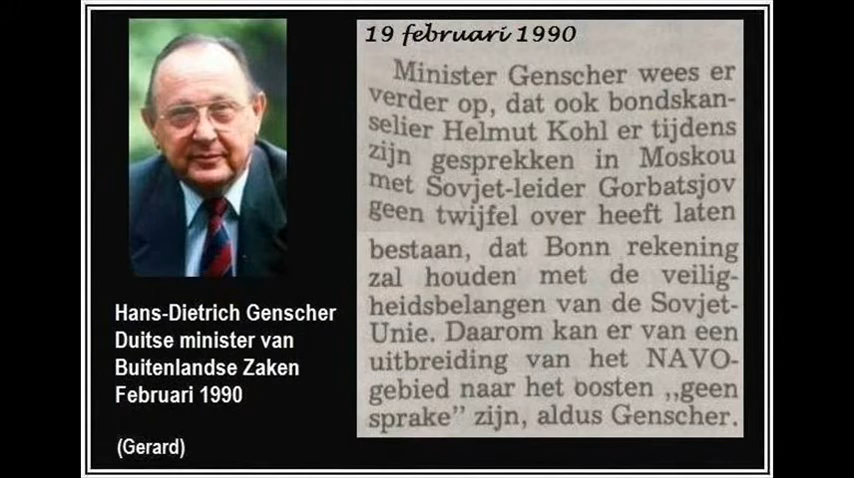 19 februari 1990
Minister Genscher wees er
verder op, dat ook bondskan-
selier Helmut Kohl er tijdens
zijn gesprekken in Moskou
met Sovjet-leider Gorbatsjov
geen twijfel over heeft laten
bestaan, dat Bonn rekening
zal houden met de veilig-
heidsbelangen van de Sovjet-
Unie. Daarom kan er van een
uitbreiding van het NAVO-
gebied naar het oosten „geen
sprake” zijn, aldus Genscher.
Hans-Dietrich Genscher
Duitse minister van
Buitenlandse Zaken
Februari 1990
(Gerard)